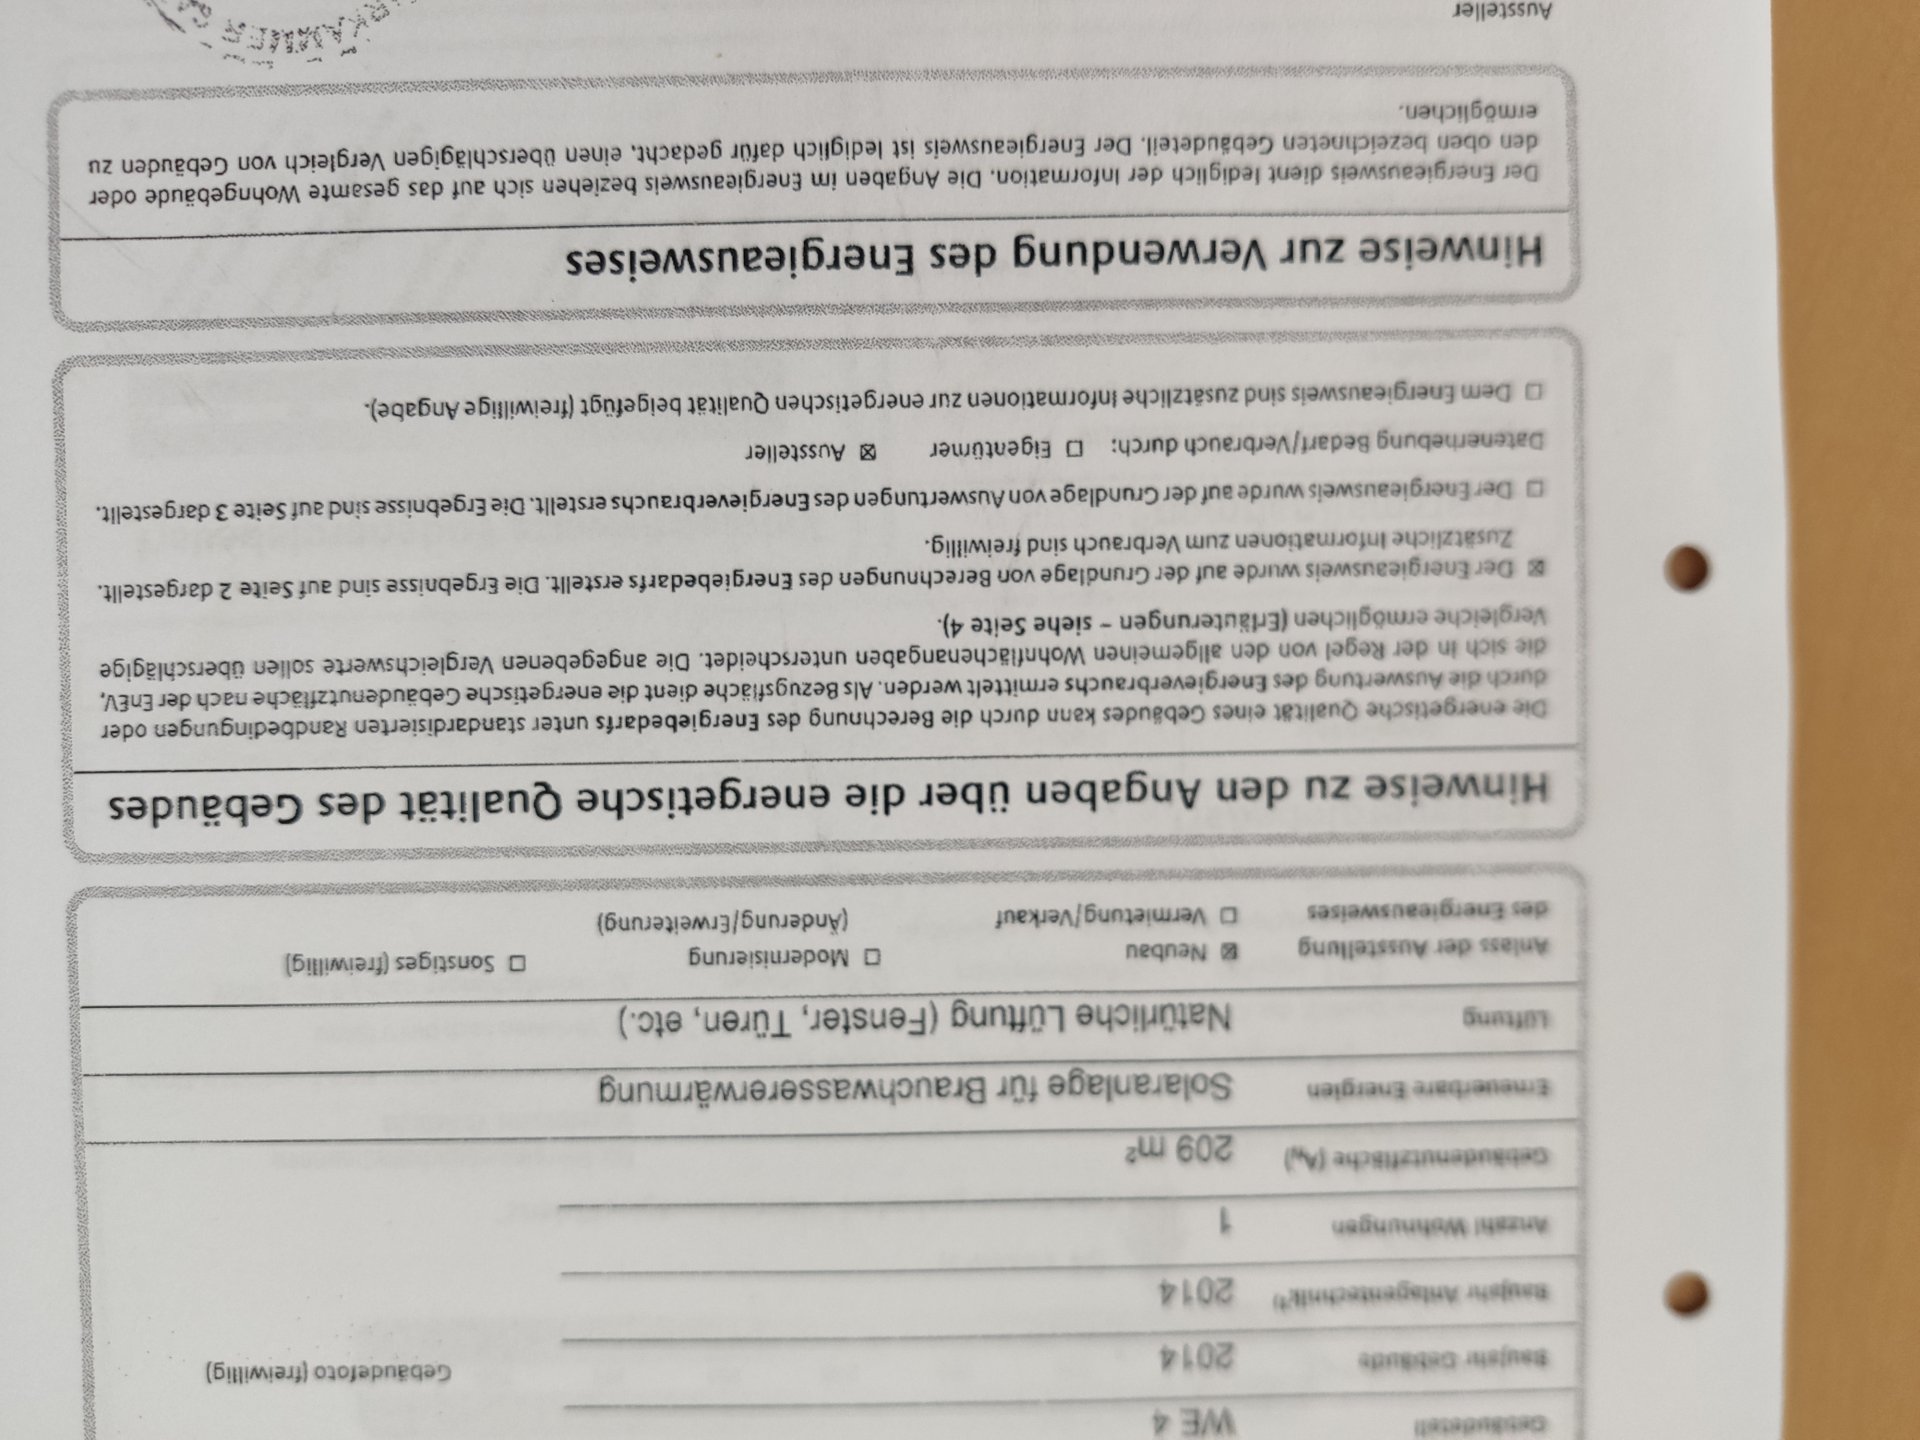 Gebäudeteil WE 4
Baujahr Gebäude 2014
Gebäudefoto (freiwillig)
Baujahr Anlagentechnik¹⁾ 2014
Anzahl Wohnungen 1
Gebäudenutzfläche (AN) 209 m²
Erneuerbare Energien Solaranlage für Brauchwassererwärmung
Lüftung Natürliche Lüftung (Fenster, Türen, etc.)
Anlass der Ausstellung ☒ Neubau ☐ Modernisierung ☐ Sonstiges (freiwillig)
des Energieausweises ☐ Vermietung/Verkauf (Änderung/Erweiterung)
Hinweise zu den Angaben über die energetische Qualität des Gebäudes
Die energetische Qualität eines Gebäudes kann durch die Berechnung des Energiebedarfs unter standardisierten Randbedingungen oder
durch die Auswertung des Energieverbrauchs ermittelt werden. Als Bezugsfläche dient die energetische Gebäudenutzfläche nach der EnEV,
die sich in der Regel von den allgemeinen Wohnflächenangaben unterscheidet. Die angegebenen Vergleichswerte sollen überschlägige
Vergleiche ermöglichen (Erläuterungen – siehe Seite 4).
☒ Der Energieausweis wurde auf der Grundlage von Berechnungen des Energiebedarfs erstellt. Die Ergebnisse sind auf Seite 2 dargestellt.
Zusätzliche Informationen zum Verbrauch sind freiwillig.
☐ Der Energieausweis wurde auf der Grundlage von Auswertungen des Energieverbrauchs erstellt. Die Ergebnisse sind auf Seite 3 dargestellt.
Datenerhebung Bedarf/Verbrauch durch: ☐ Eigentümer ☒ Aussteller
☐ Dem Energieausweis sind zusätzliche Informationen zur energetischen Qualität beigefügt (freiwillige Angabe).
Hinweise zur Verwendung des Energieausweises
Der Energieausweis dient lediglich der Information. Die Angaben im Energieausweis beziehen sich auf das gesamte Wohngebäude oder
den oben bezeichneten Gebäudeteil. Der Energieausweis ist lediglich dafür gedacht, einen überschlägigen Vergleich von Gebäuden zu
ermöglichen.
Aussteller